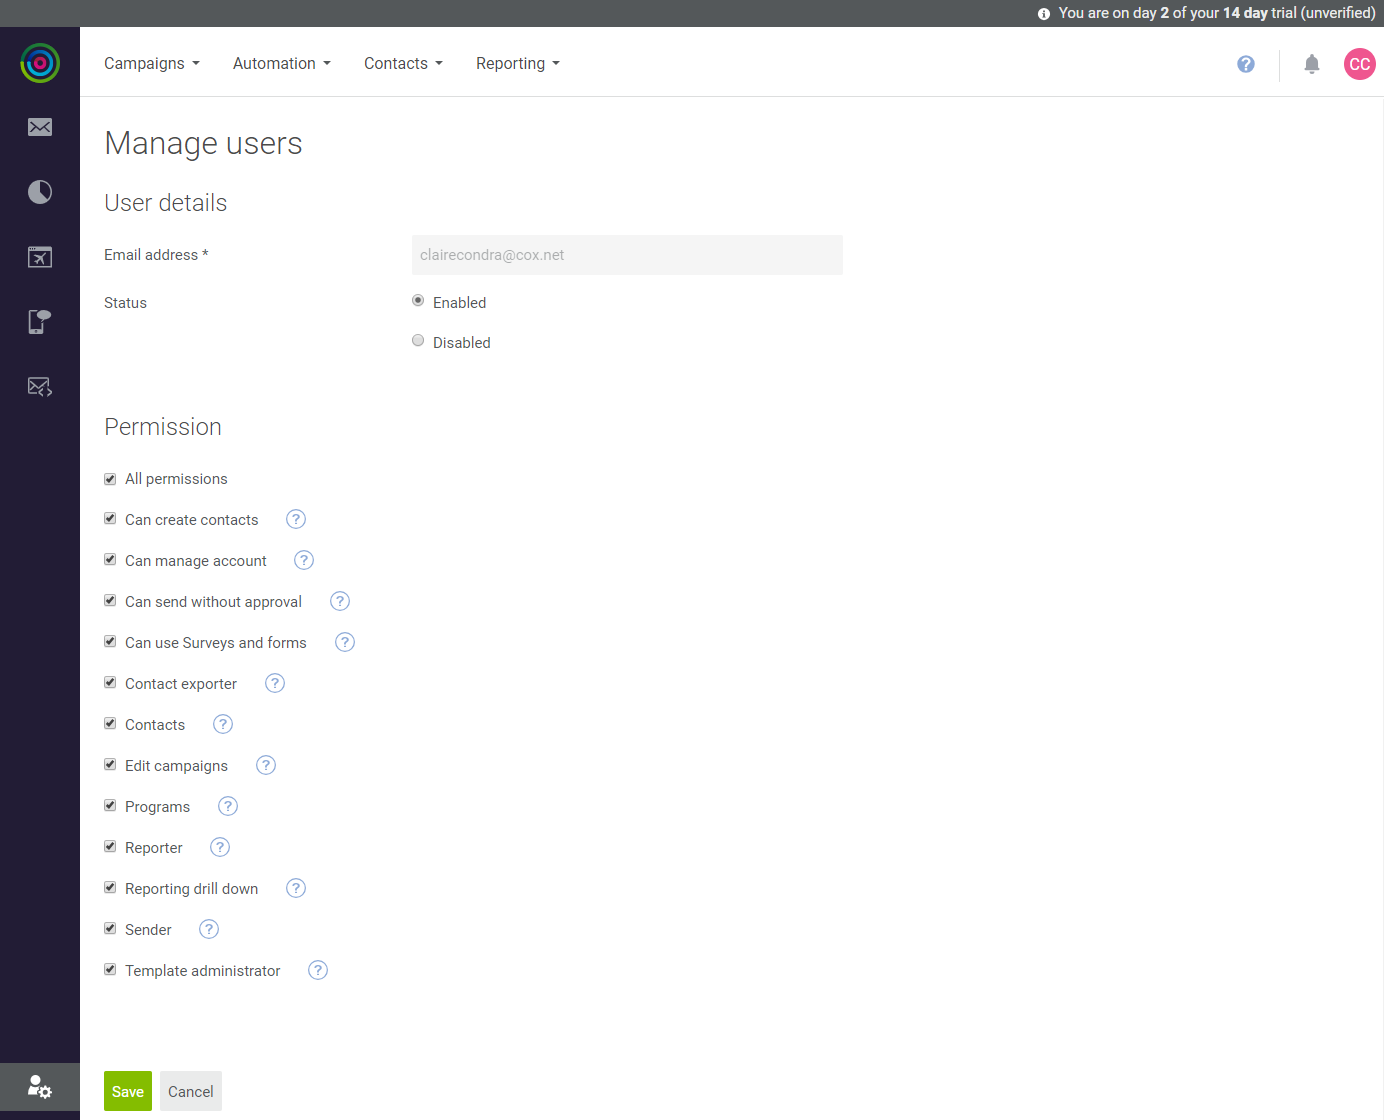 You are on day 2 of your 14 day trial (unverified)
Campaigns Automation Contacts Reporting ? CC
Manage users
User details
Email address * clairecondra@cox.net
Status Enabled
Disabled
Permission
All permissions
Can create contacts ?
Can manage account ?
Can send without approval ?
Can use Surveys and forms ?
Contact exporter ?
Contacts ?
Edit campaigns ?
Programs ?
Reporter ?
Reporting drill down ?
Sender ?
Template administrator ?
Save Cancel